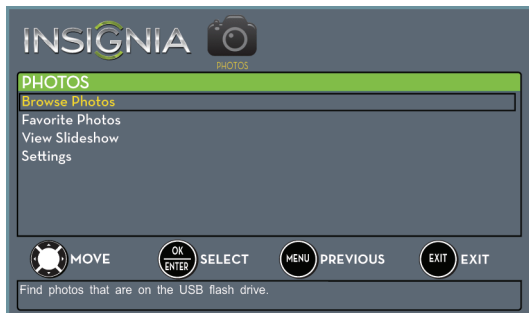 INSIGNIA
PHOTOS
PHOTOS
Browse Photos
Favorite Photos
View Slideshow
Settings
MOVE OK ENTER SELECT MENU PREVIOUS EXIT EXIT
Find photos that are on the USB flash drive.